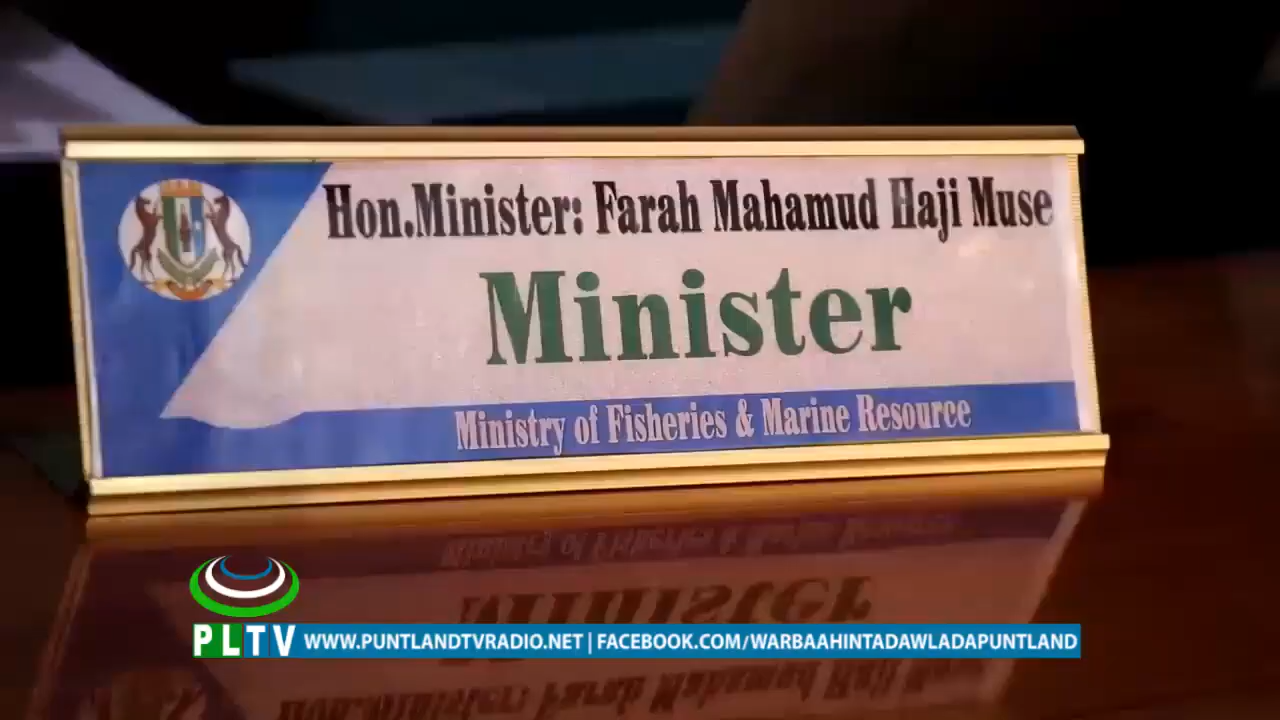 Hon.Minister: Farah Mahamud Haji Muse
Minister
Ministry of Fisheries & Marine Resource
PLTV WWW.PUNTLANDTVRADIO.NET | FACEBOOK.COM/WARBAAHINTADAWLADAPUNTLAND